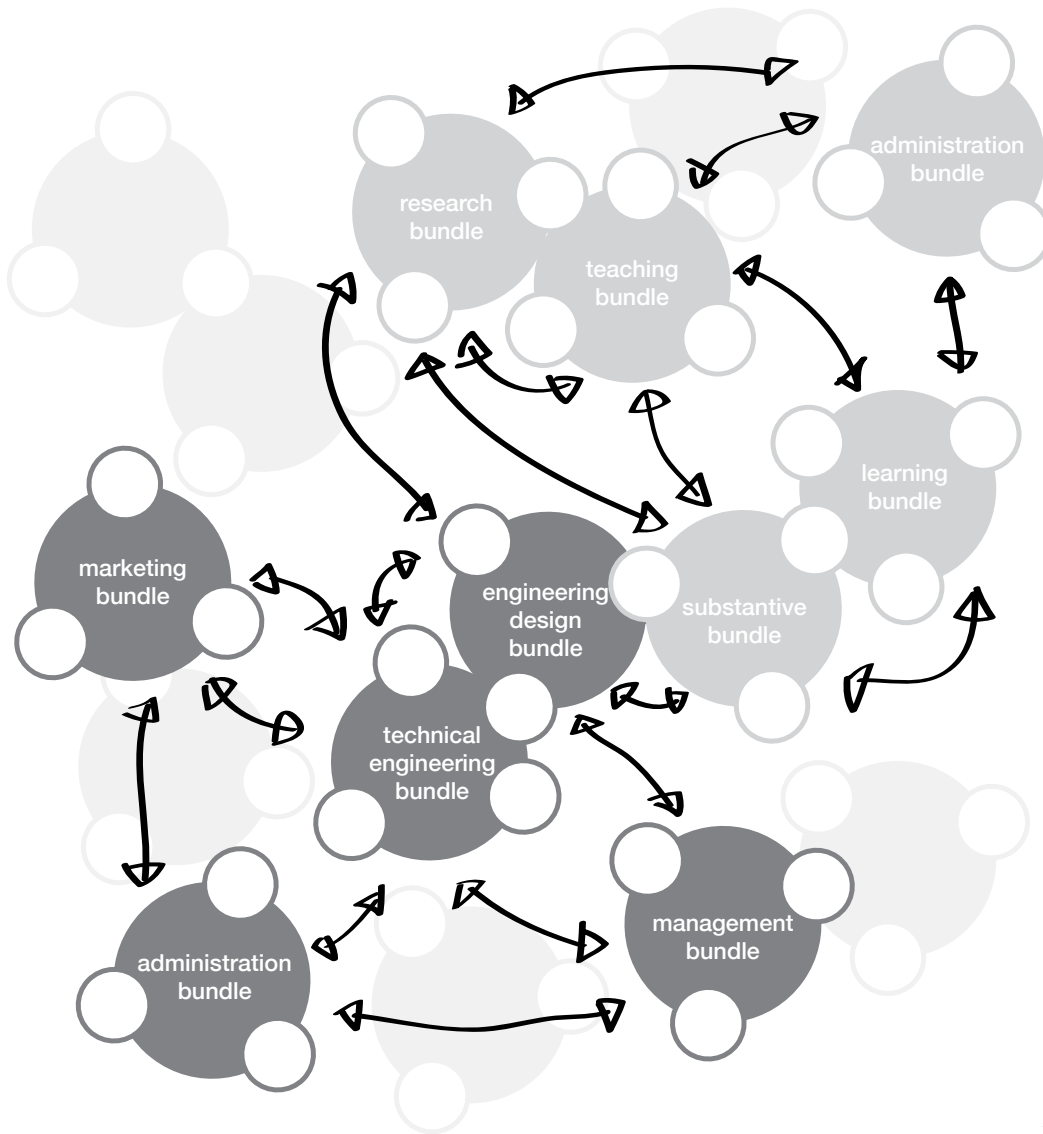 administration
bundle
research
bundle
teaching
bundle
learning
bundle
marketing
bundle
engineering
design
bundle
substantive
bundle
technical
engineering
bundle
management
bundle
administration
bundle